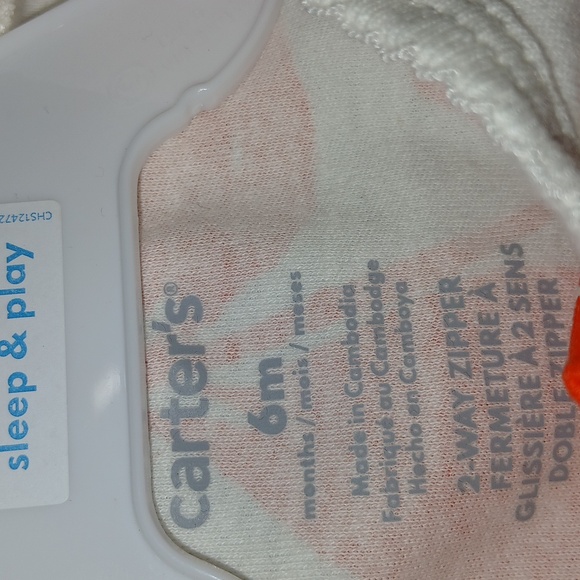 sleep & play
CHS124472
carter's®
6m
months / mois / meses
Made in Cambodia
Fabriqué au Cambodge
Hecho en Camboya
2-WAY ZIPPER
FERMETURE À
GLISSIÈRE À 2 SENS
DOBLE ZIPPER